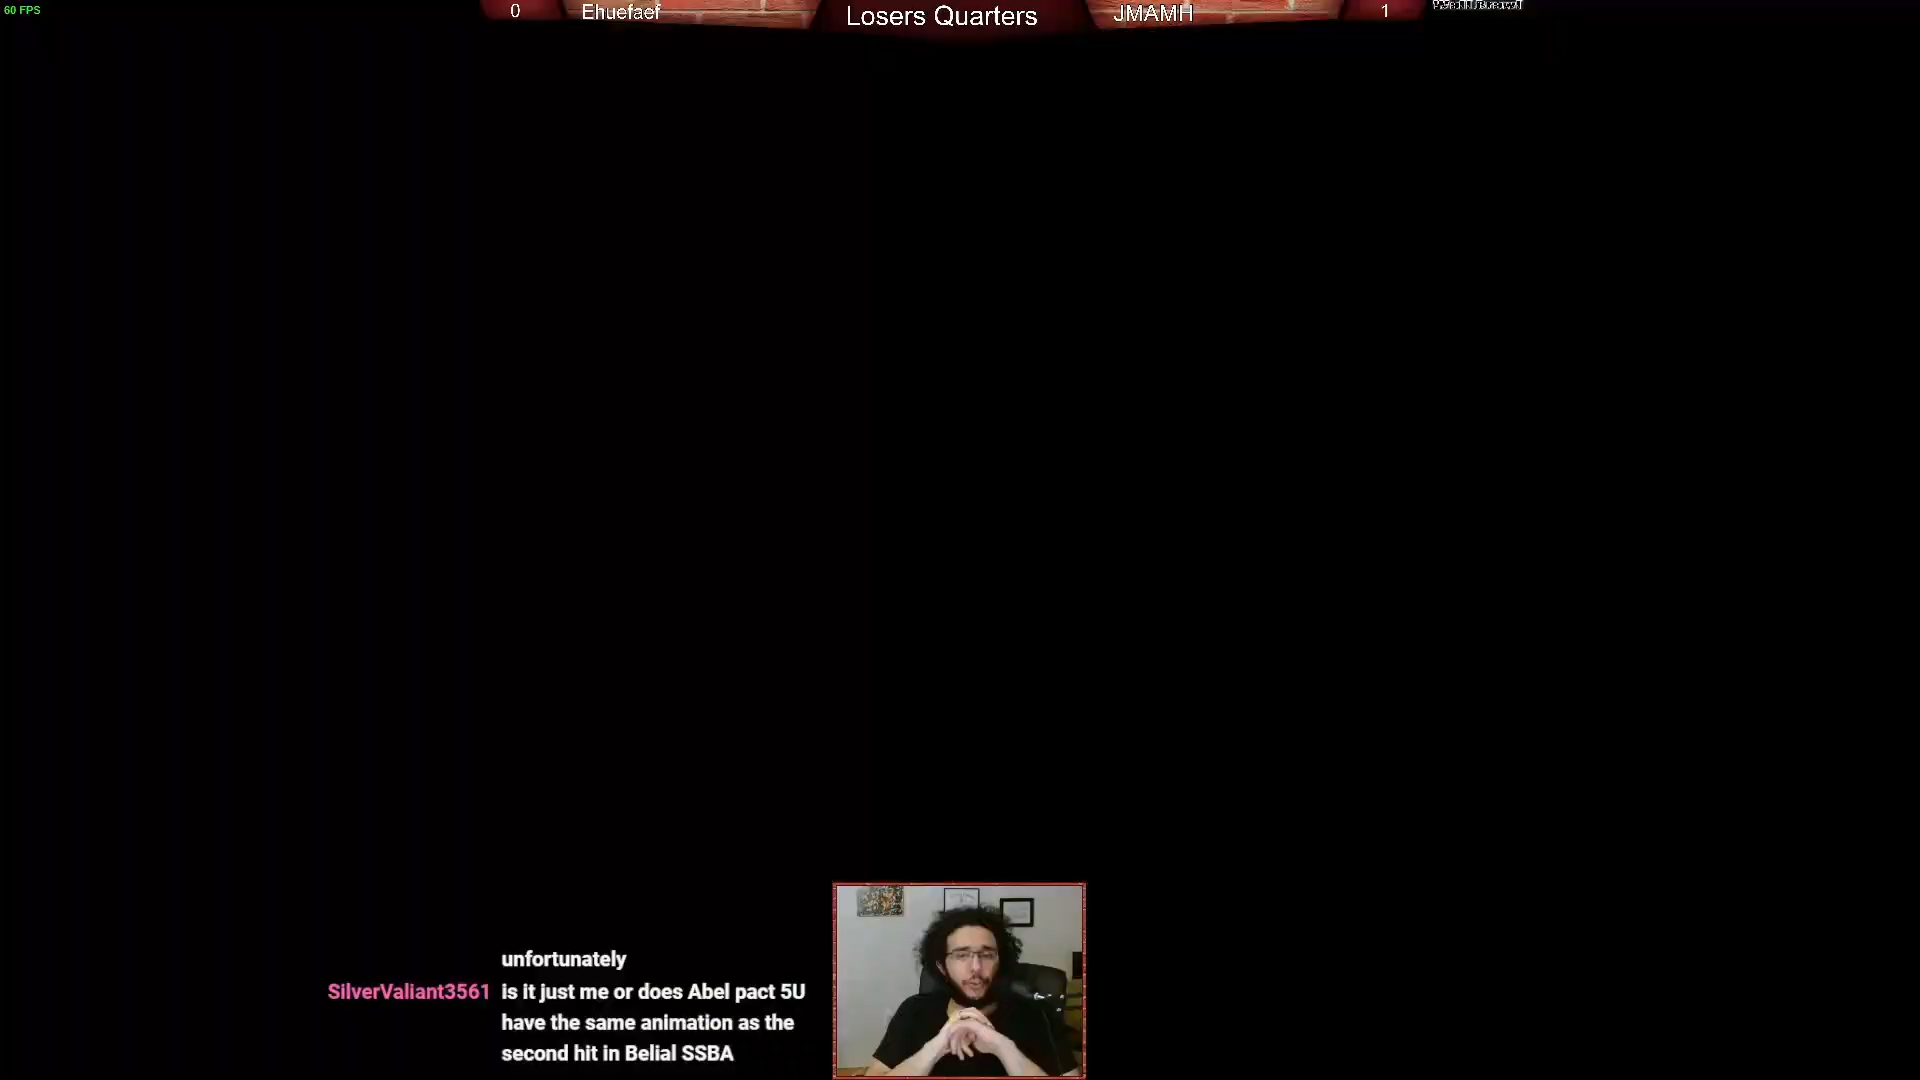 60 FPS
0 Ehuefaef Losers Quarters JMAMH 1
unfortunately
SilverValiant3561 is it just me or does Abel pact 5U
have the same animation as the
second hit in Belial SSBA